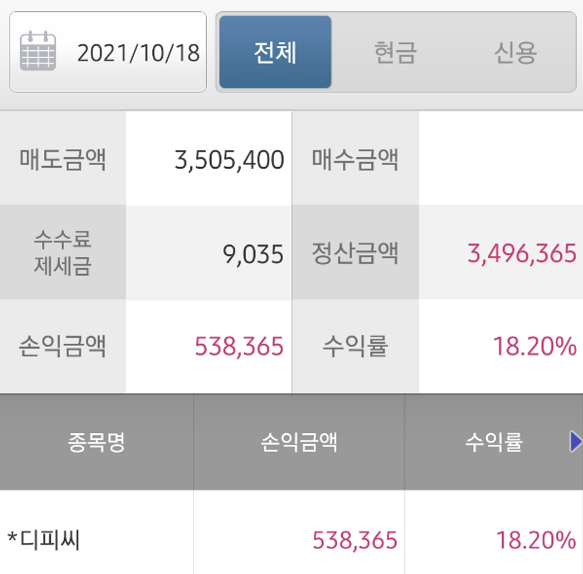 2021/10/18 전체 현금 신용
매도금액 3,505,400 매수금액
수수료
제세금 9,035 정산금액 3,496,365
손익금액 538,365 수익률 18.20%
종목명 손익금액 수익률
*디피씨 538,365 18.20%